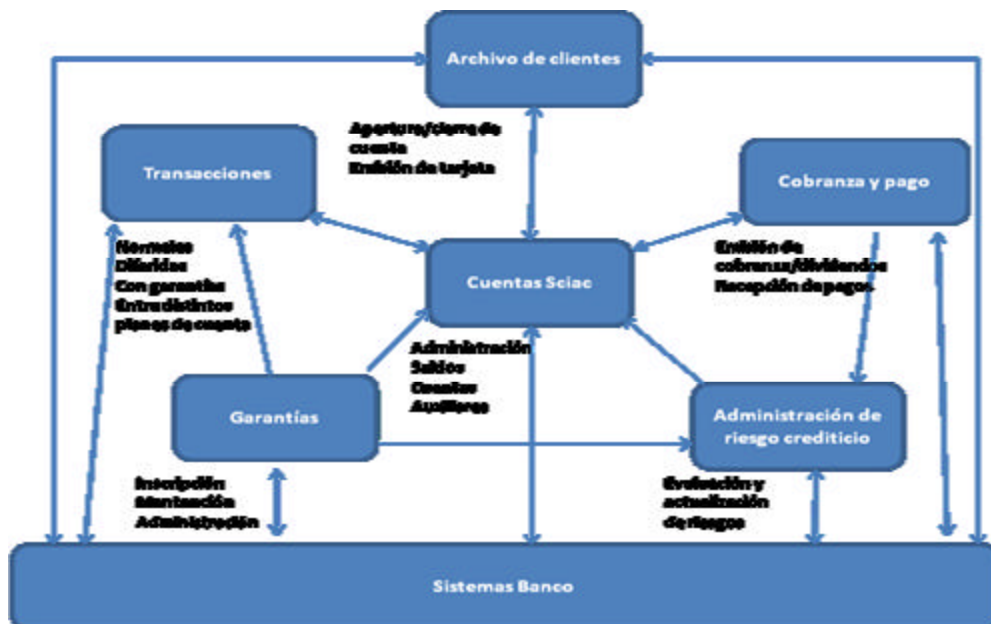 Archivo de clientes
Apertura/cierre de
cuenta
Emisión de tarjeta
Transacciones
Cobranza y pago
Normales
Diferidas
Con garantías
Entre distintos
planes de cuenta
Cuentas Sciac
Emisión de
cobranza/dividendos
Recepción de pagos
Administración
Saldos
Cuentas
Auxiliares
Garantías
Administración de
riesgo crediticio
Inscripción
Mantención
Administración
Evaluación y
actualización
de riesgos
Sistemas Banco